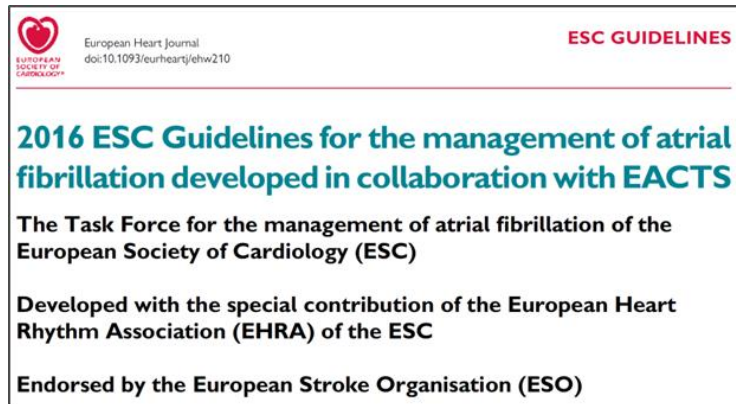 European Heart Journal
doi:10.1093/eurheartj/ehw210
ESC GUIDELINES
EUROPEAN
SOCIETY OF
CARDIOLOGY®
2016 ESC Guidelines for the management of atrial
fibrillation developed in collaboration with EACTS
The Task Force for the management of atrial fibrillation of the
European Society of Cardiology (ESC)
Developed with the special contribution of the European Heart
Rhythm Association (EHRA) of the ESC
Endorsed by the European Stroke Organisation (ESO)